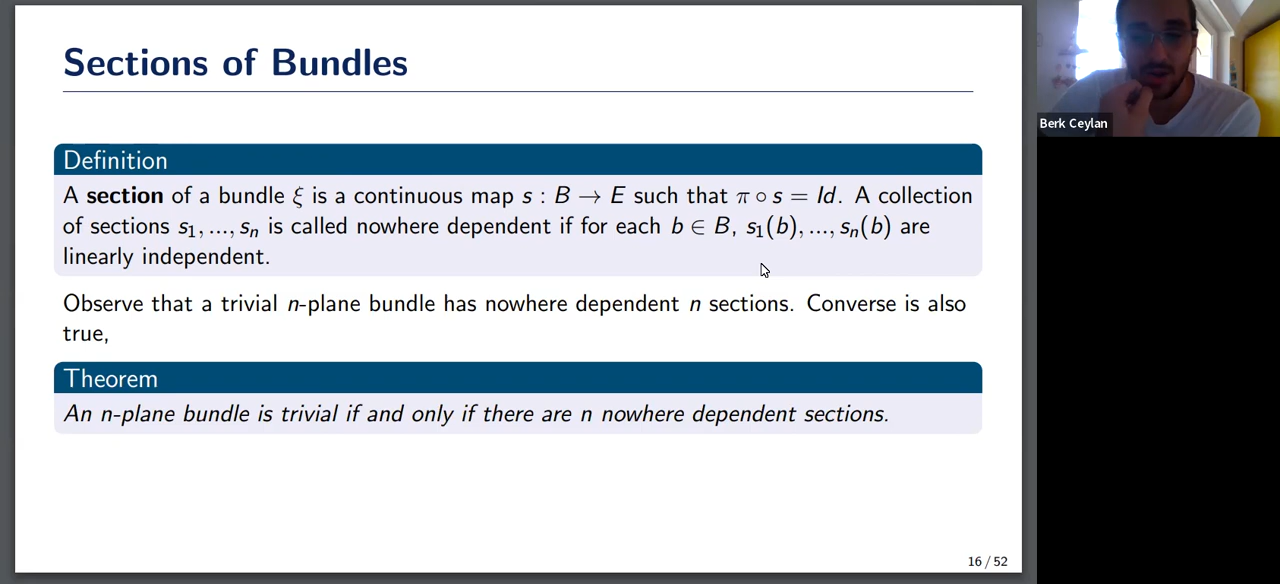 Sections of Bundles
Definition
A section of a bundle ξ is a continuous map s : B → E such that π ∘ s = Id. A collection
of sections s₁, ..., sₙ is called nowhere dependent if for each b ∈ B, s₁(b), ..., sₙ(b) are
linearly independent.
Observe that a trivial n-plane bundle has nowhere dependent n sections. Converse is also
true,
Theorem
An n-plane bundle is trivial if and only if there are n nowhere dependent sections.
16 / 52
Berk Ceylan